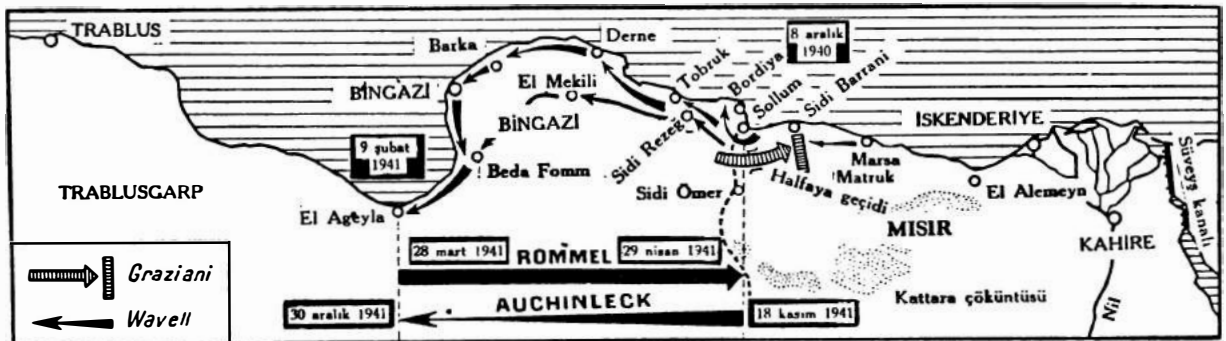 TRABLUS
Barka
Derne
8 aralık
1940
BİNGAZİ
El Mekili
Tobruk
Bordiya
Sollum
Sidi Barrani
İSKENDERİYE
Süveyş kanalı
9 şubat
1941
BİNGAZİ
Sidi Rezeğ
Marsa
Matruk
TRABLUSGARP
Beda Fomm
Sidi Ömer
Halfaya geçidi
El Alemeyn
El Ageyla
MISIR
KAHİRE
28 mart 1941
ROMMEL
29 nisan 1941
Graziani
Kattara çöküntüsü
AUCHINLECK
30 aralık 1941
18 kasım 1941
Wavell
Nil